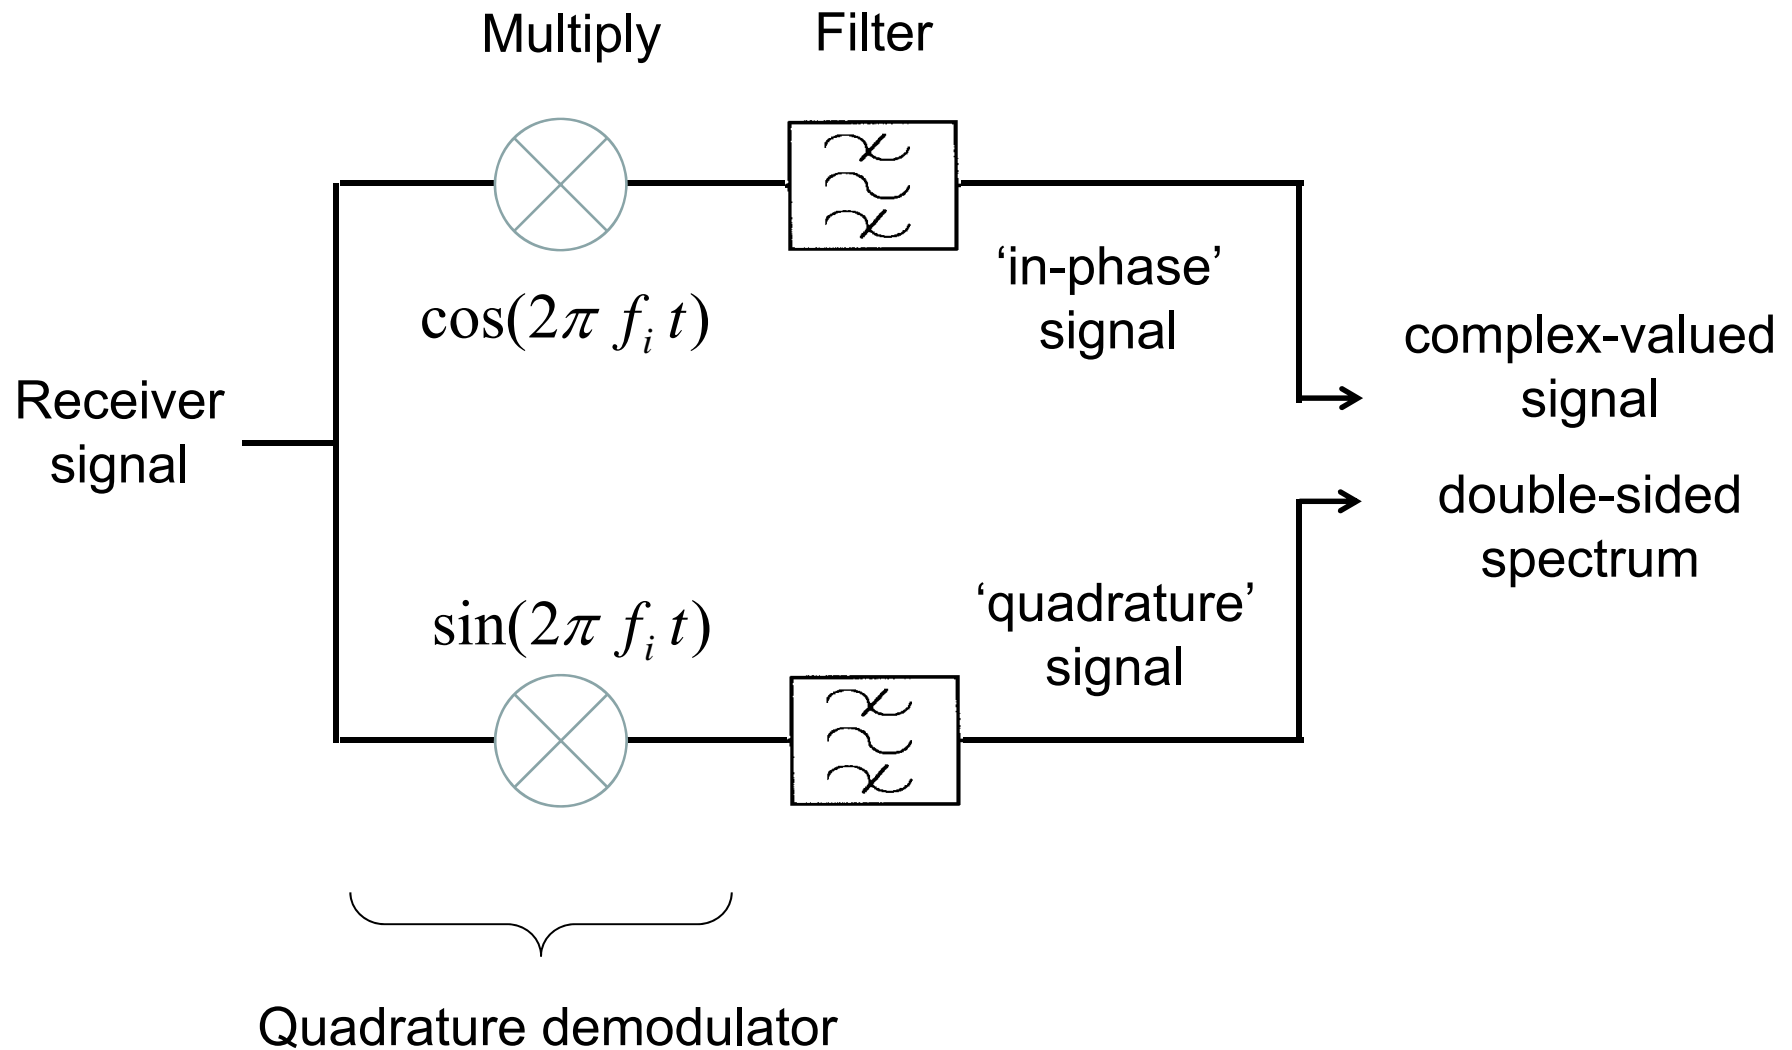 Multiply
Filter
cos(2π f_i t)
‘in-phase’
signal
complex-valued
signal
Receiver
signal
double-sided
spectrum
sin(2π f_i t)
‘quadrature’
signal
Quadrature demodulator